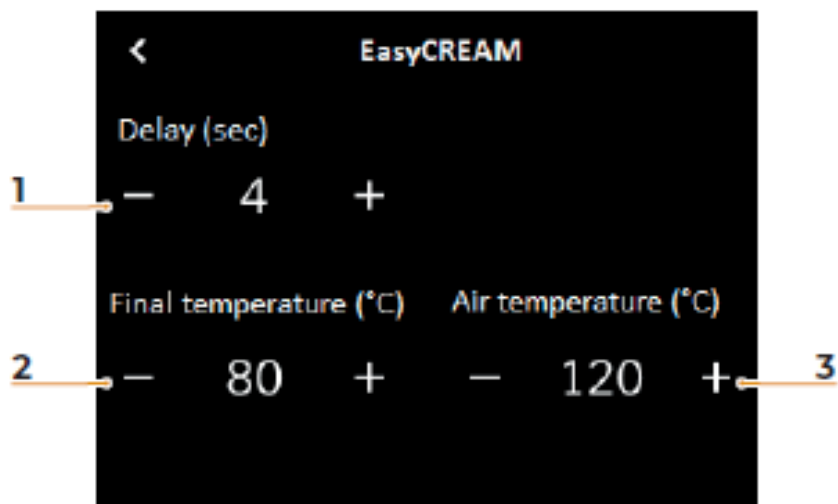 < EasyCREAM
Delay (sec)
1 − 4 +
Final temperature (°C) Air temperature (°C)
2 − 80 + − 120 + 3